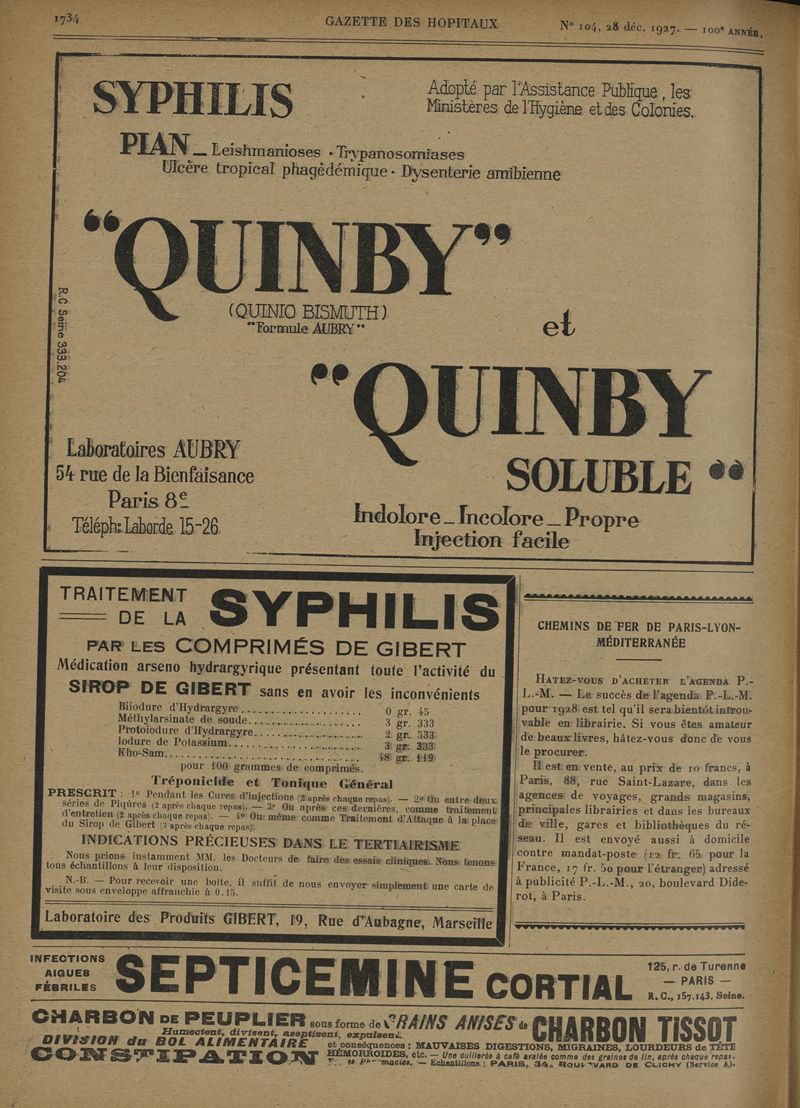 1734
GAZETTE DES HOPITAUX
N° 104, 28 déc. 1927. — 100e ANNÉE.
SYPHILIS
Adopté par l'Assistance Publique, les
Ministères de l'Hygiène et des Colonies.
PIAN — Leishmanioses · Trypanosomiases
Ulcère tropical phagédémique · Dysenterie amibienne
"QUINBY"
(QUINIO BISMUTH)
"Formule AUBRY"
et
R.C. Seine 333.204
"QUINBY
SOLUBLE"
Laboratoires AUBRY
54 rue de la Bienfaisance
Paris 8e
Téléph: Laborde 15-26
Indolore — Incolore — Propre
Injection facile
TRAITEMENT
DE LA SYPHILIS
PAR LES COMPRIMÉS DE GIBERT
Médication arseno hydrargyrique présentant toute l'activité du
SIROP DE GIBERT sans en avoir les inconvénients
Biiodure d'Hydrargyre........ 0 gr. 45
Méthylarsinate de soude........ 3 gr. 333
Protoiodure d'Hydrargyre........ 2 gr. 533
Iodure de Potassium........ 3 gr. 333
Kho-Sam........ 48 gr. 119
pour 100 grammes de comprimés.
Tréponicide et Tonique Général
PRESCRIT : 1° Pendant les Cures d'injections (2 après chaque repas). — 2° Ou entre deux
séries de Piqûres (2 après chaque repas). — 3° Ou après ces dernières, comme traitement
d'entretien (2 après chaque repas). — 4° Ou même comme Traitement d'Attaque à la place
du Sirop de Gibert (3 après chaque repas).
INDICATIONS PRÉCIEUSES DANS LE TERTIAIRISME
Nous prions instamment MM. les Docteurs de faire des essais cliniques. Nous tenons
tous échantillons à leur disposition.
N.-B. — Pour recevoir une boîte, il suffit de nous envoyer simplement une carte de
visite sous enveloppe affranchie à 0.15.
Laboratoire des Produits GIBERT, 19, Rue d'Aubagne, Marseille
CHEMINS DE FER DE PARIS-LYON-
MÉDITERRANÉE
HATEZ-VOUS D'ACHETER L'AGENDA P.-
L.-M. — Le succès de l'agenda P.-L.-M.
pour 1928 est tel qu'il sera bientôt introu-
vable en librairie. Si vous êtes amateur
de beaux livres, hâtez-vous donc de vous
le procurer.
Il est en vente, au prix de 10 francs, à
Paris, 88, rue Saint-Lazare, dans les
agences de voyages, grands magasins,
principales librairies et dans les bureaux
de ville, gares et bibliothèques du ré-
seau. Il est envoyé aussi à domicile
contre mandat-poste (12 fr. 65 pour la
France, 17 fr. 50 pour l'étranger) adressé
à publicité P.-L.-M., 20, boulevard Dide-
rot, à Paris.
INFECTIONS
AIGUES
FÉBRILES
SEPTICEMINE CORTIAL
125, r. de Turenne
— PARIS —
R. C., 157.143, Seine.
CHARBON DE PEUPLIER sous forme de GRAINS ANISES de CHARBON TISSOT
Humectent, divisent, aseptisent, expulsent.
DIVISION du BOL ALIMENTAIRE
et conséquences : MAUVAISES DIGESTIONS, MIGRAINES, LOURDEURS de TÊTE
CONSTIPATION
HÉMORROIDES, etc. — Une cuillerée à café avalée comme des graines de lin, après chaque repas.
Échantillons : PARIS, 34, BOULEVARD DE CLICHY (Service A).